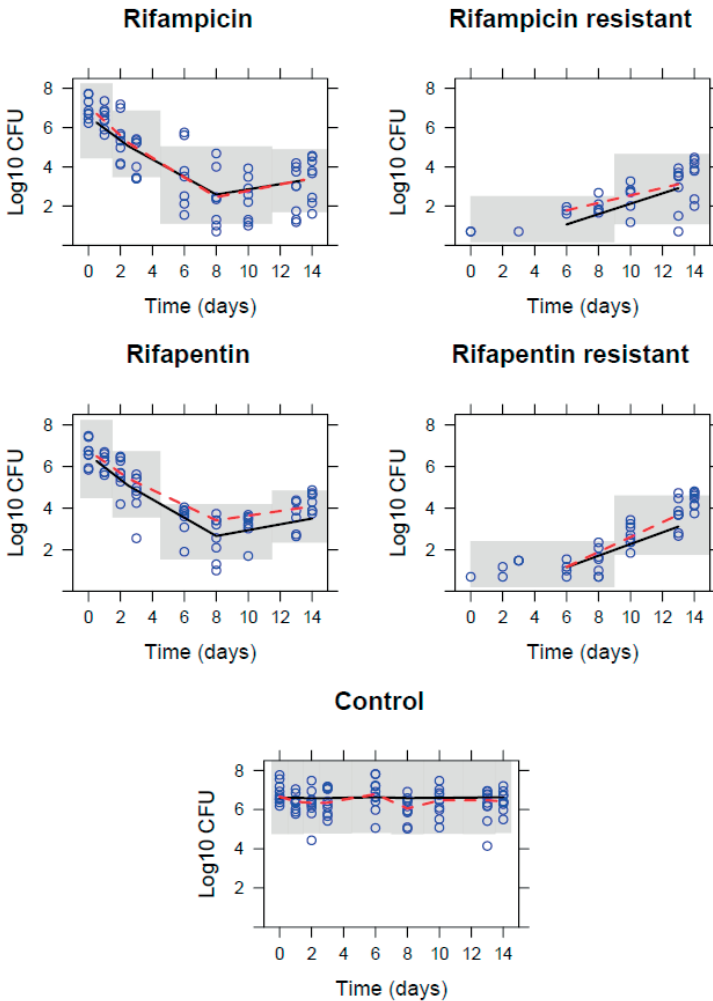 Rifampicin
Rifampicin resistant
Log10 CFU
8
6
4
2
0 2 4 6 8 10 12 14
Time (days)
Log10 CFU
8
6
4
2
0 2 4 6 8 10 12 14
Time (days)
Rifapentin
Rifapentin resistant
Log10 CFU
8
6
4
2
0 2 4 6 8 10 12 14
Time (days)
Log10 CFU
8
6
4
2
0 2 4 6 8 10 12 14
Time (days)
Control
Log10 CFU
8
6
4
2
0 2 4 6 8 10 12 14
Time (days)